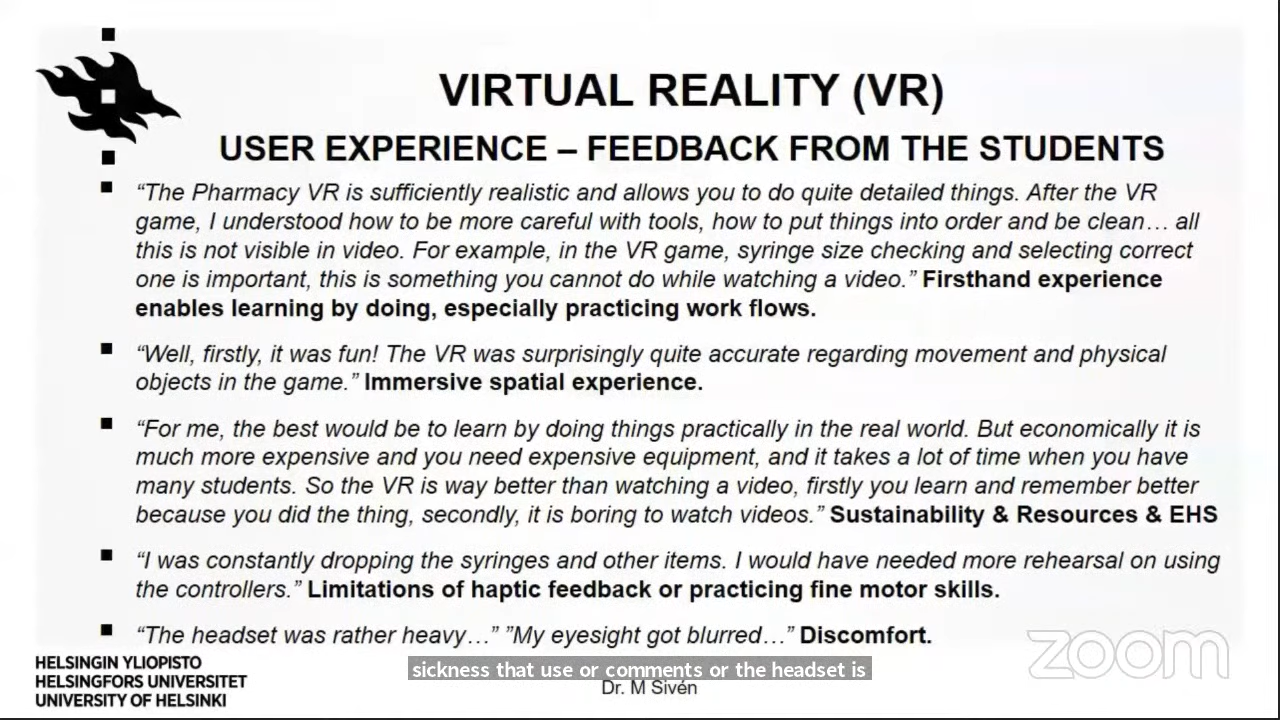 VIRTUAL REALITY (VR)
USER EXPERIENCE – FEEDBACK FROM THE STUDENTS
“The Pharmacy VR is sufficiently realistic and allows you to do quite detailed things. After the VR
game, I understood how to be more careful with tools, how to put things into order and be clean… all
this is not visible in video. For example, in the VR game, syringe size checking and selecting correct
one is important, this is something you cannot do while watching a video.” Firsthand experience
enables learning by doing, especially practicing work flows.
“Well, firstly, it was fun! The VR was surprisingly quite accurate regarding movement and physical
objects in the game.” Immersive spatial experience.
“For me, the best would be to learn by doing things practically in the real world. But economically it is
much more expensive and you need expensive equipment, and it takes a lot of time when you have
many students. So the VR is way better than watching a video, firstly you learn and remember better
because you did the thing, secondly, it is boring to watch videos.” Sustainability & Resources & EHS
“I was constantly dropping the syringes and other items. I would have needed more rehearsal on using
the controllers.” Limitations of haptic feedback or practicing fine motor skills.
“The headset was rather heavy…” ”My eyesight got blurred…” Discomfort.
zoom
HELSINGIN YLIOPISTO
HELSINGFORS UNIVERSITET
UNIVERSITY OF HELSINKI
sickness that use or comments or the headset is
Dr. M Sivén